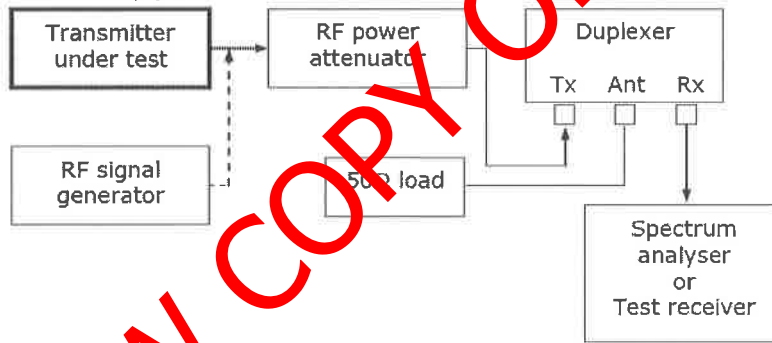 Transmitter
under test
RF power
attenuator
Duplexer
Tx Ant Rx
RF signal
generator
50Ω load
Spectrum
analyser
or
Test receiver
COPY